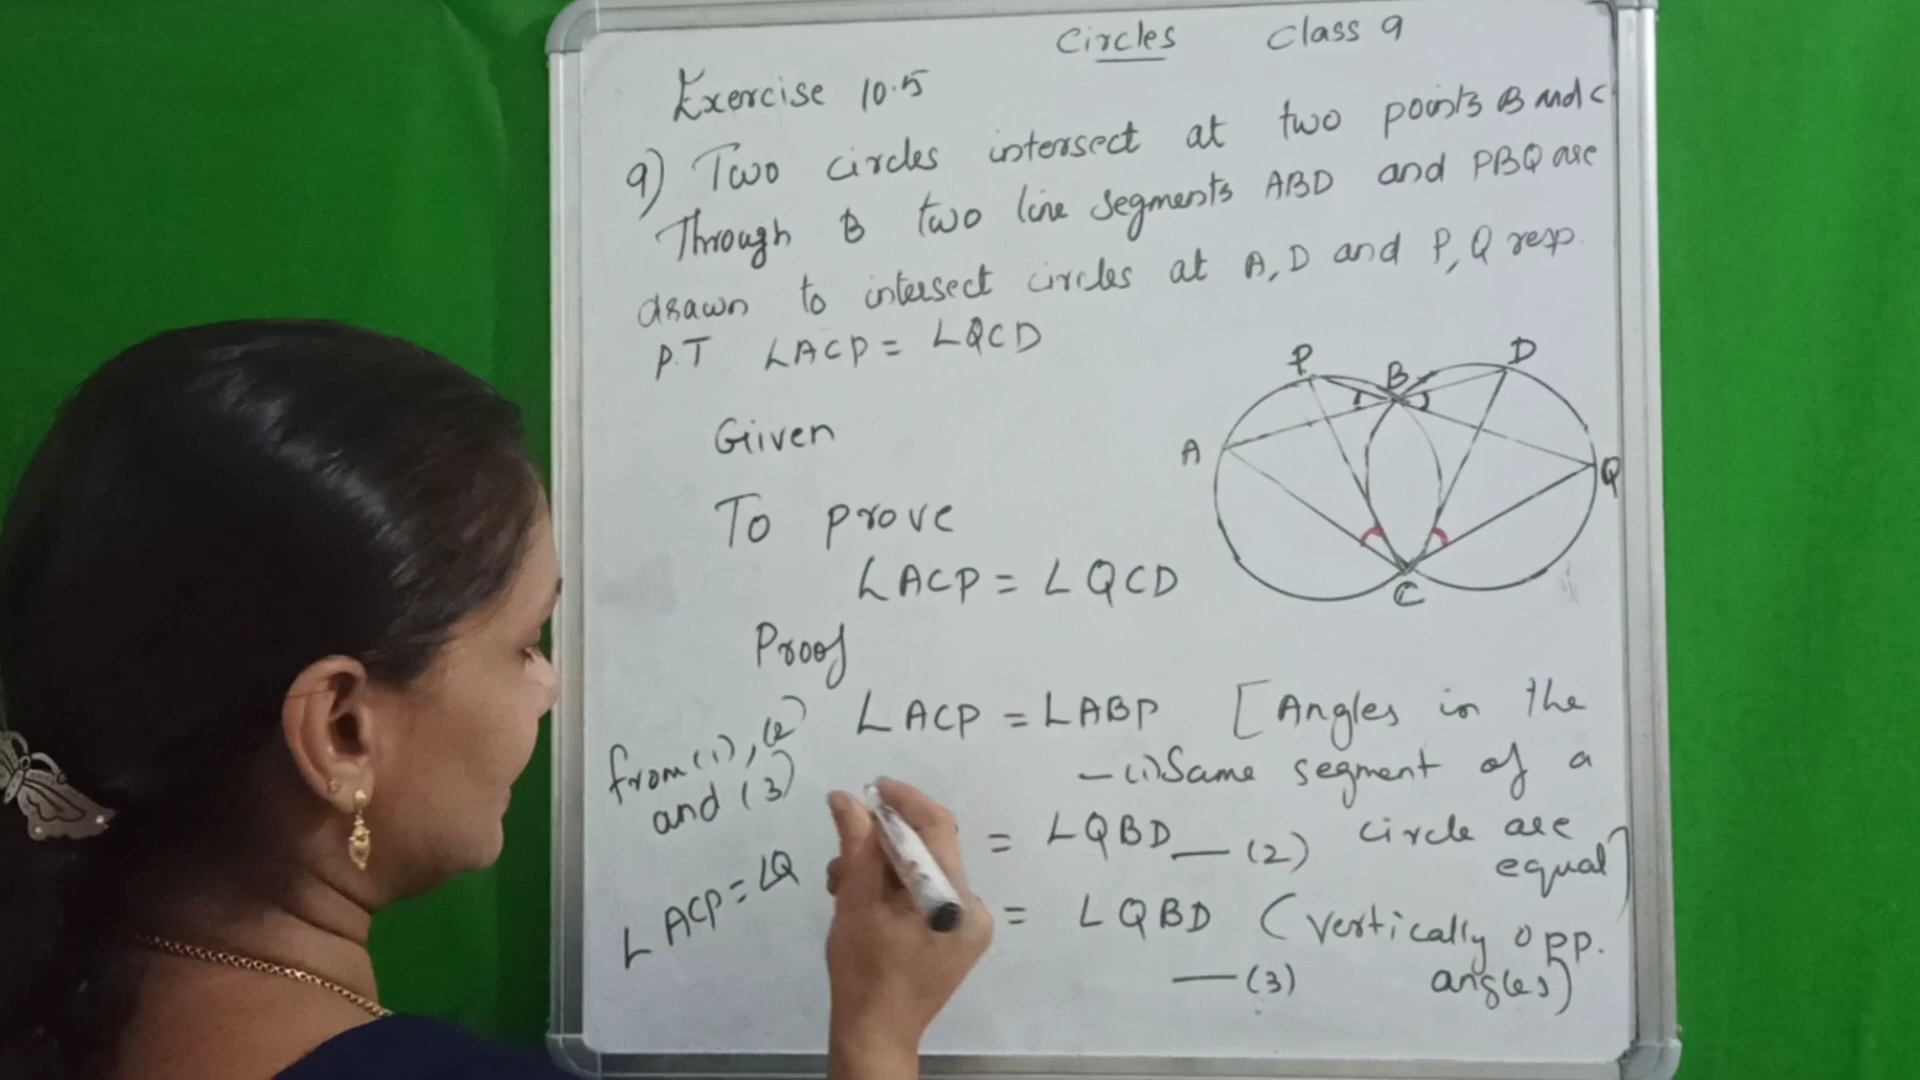 Circles Class 9
Exercise 10.5
9) Two circles intersect at two points B and C
Through B two line segments ABD and PBQ are
drawn to intersect circles at A, D and P, Q resp.
P.T ∠ACP = ∠QCD
Given
To prove
∠ACP = ∠QCD
Proof
∠ACP = ∠ABP [Angles in the
— (1) Same segment of a
= ∠QBD — (2) circle are
equal]
= ∠QBD (vertically opp.
— (3) angles)
from (1), (2)
and (3)
∠ACP = ∠Q
P
B
D
A
Q
C